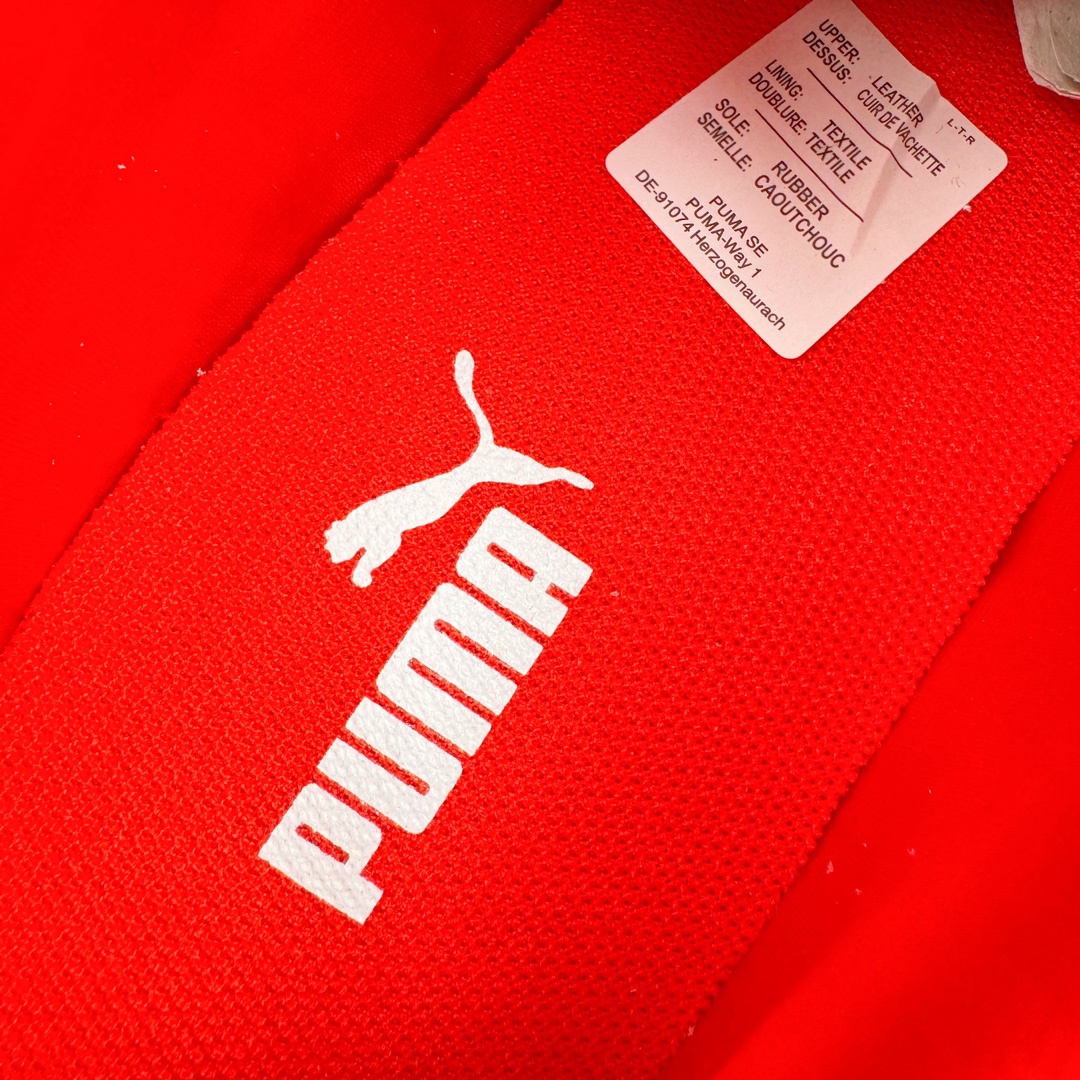 UPPER: LEATHER
DESSUS: CUIR DE VACHETTE
L-T-R
LINING: TEXTILE
DOUBLURE: TEXTILE
SOLE: RUBBER
SEMELLE: CAOUTCHOUC
PUMA SE
PUMA-Way 1
DE-91074 Herzogenaurach
PUMA